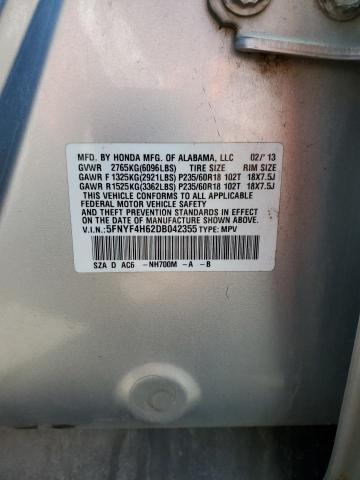 MFD. BY HONDA MFG. OF ALABAMA, LLC 02/'13
GVWR 2765KG(6096LBS) TIRE SIZE RIM SIZE
GAWR F 1325KG(2921LBS) P235/60R18 102T 18X7.5J
GAWR R1525KG(3362LBS) P235/60R18 102T 18X7.5J
THIS VEHICLE CONFORMS TO ALL APPLICABLE
FEDERAL MOTOR VEHICLE SAFETY AND
THEFT PREVENTION STANDARDS IN EFFECT
ON THE DATE OF MANUFACTURE SHOWN ABOVE.
V.I.N.: 5FNYF4H62DB042355 TYPE: MPV
SZA D AC6 -NH700M -A -B